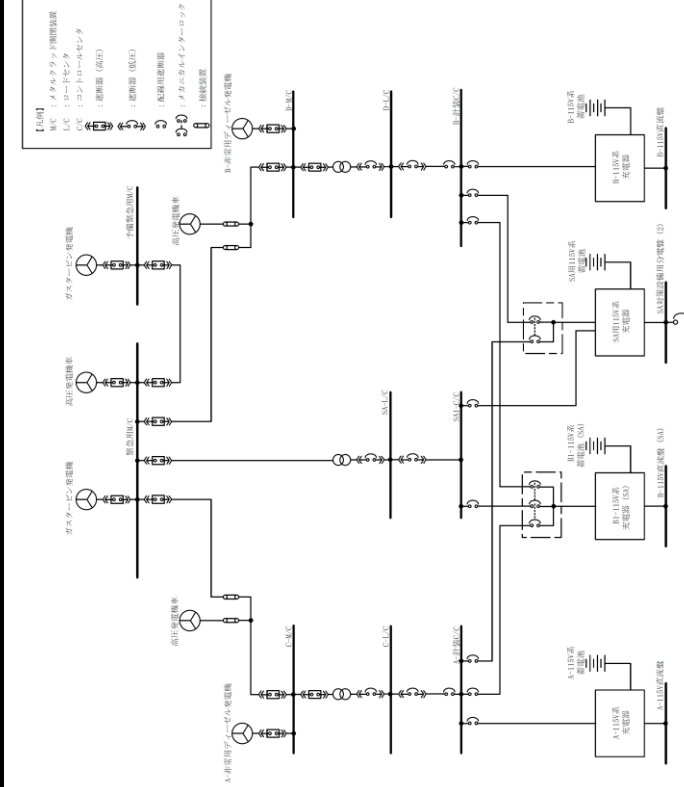 【凡例】
M/C ：メタルクラッド開閉装置
L/C ：ロードセンタ
C/C ：コントロールセンタ
：遮断器（高圧）
：遮断器（低圧）
：配線用遮断器
：メカニカルインターロック
：接続装置
ガスタービン発電機
高圧発電機車
ガスタービン発電機
予備緊急用M/C
緊急用M/C
高圧発電機車
高圧発電機車
A-非常用ディーゼル発電機
B-非常用ディーゼル発電機
C-M/C
D-M/C
C-L/C
SA-L/C
D-L/C
A-計装C/C
SA1-C/C
B-計装C/C
A-115V系
蓄電池
B1-115V系
蓄電池（SA）
SA用115V系
蓄電池
B-115V系
蓄電池
A-115V系
充電器
B1-115V系
充電器（SA）
SA用115V系
充電器
B-115V系
充電器
A-115V直流盤
B-115V直流盤（SA）
SA対策設備用分電盤（2）
B-115V直流盤